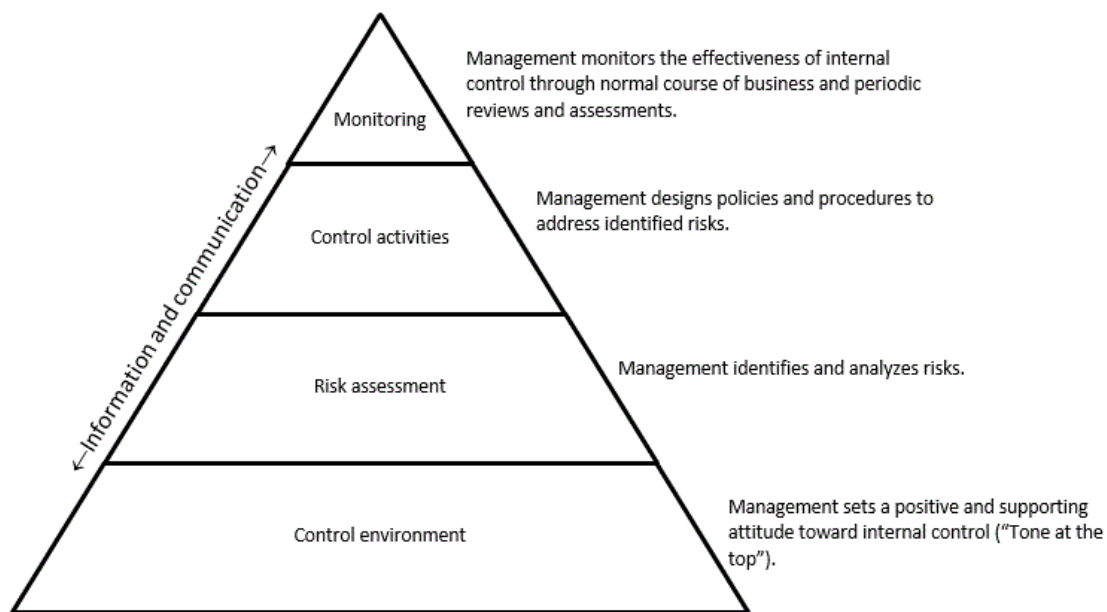 Management monitors the effectiveness of internal
control through normal course of business and periodic
reviews and assessments.
Monitoring
←Information and communication→
Management designs policies and procedures to
address identified risks.
Control activities
Management identifies and analyzes risks.
Risk assessment
Management sets a positive and supporting
attitude toward internal control (“Tone at the
top”).
Control environment